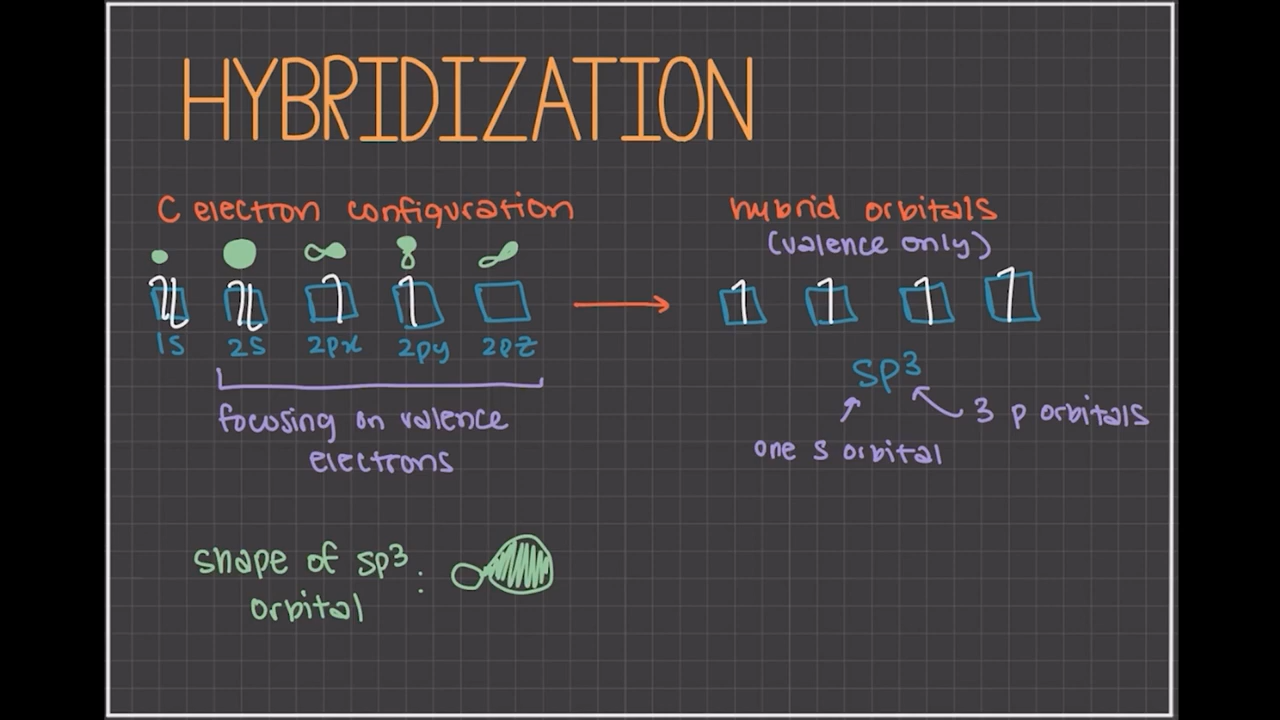 HYBRIDIZATION
C electron configuration
hybrid orbitals
(valence only)
1s 2s 2px 2py 2pz
sp³
focusing on valence
electrons
3 p orbitals
one s orbital
shape of sp³ :
orbital